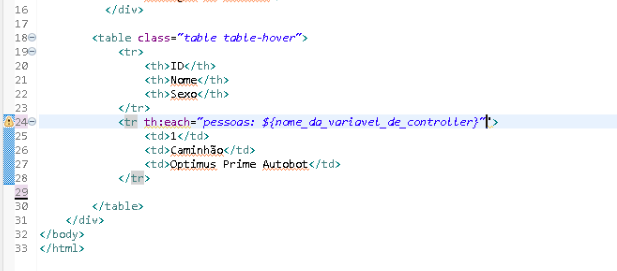 16 </div>
17
18 <table class="table table-hover">
19 <tr>
20 <th>ID</th>
21 <th>Nome</th>
22 <th>Sexo</th>
23 </tr>
24 <tr th:each="pessoas: ${nome_da_variavel_de_controller}"">
25 <td>1</td>
26 <td>Caminhão</td>
27 <td>Optimus Prime Autobot</td>
28 </tr>
29
30 </table>
31 </div>
32 </body>
33 </html>